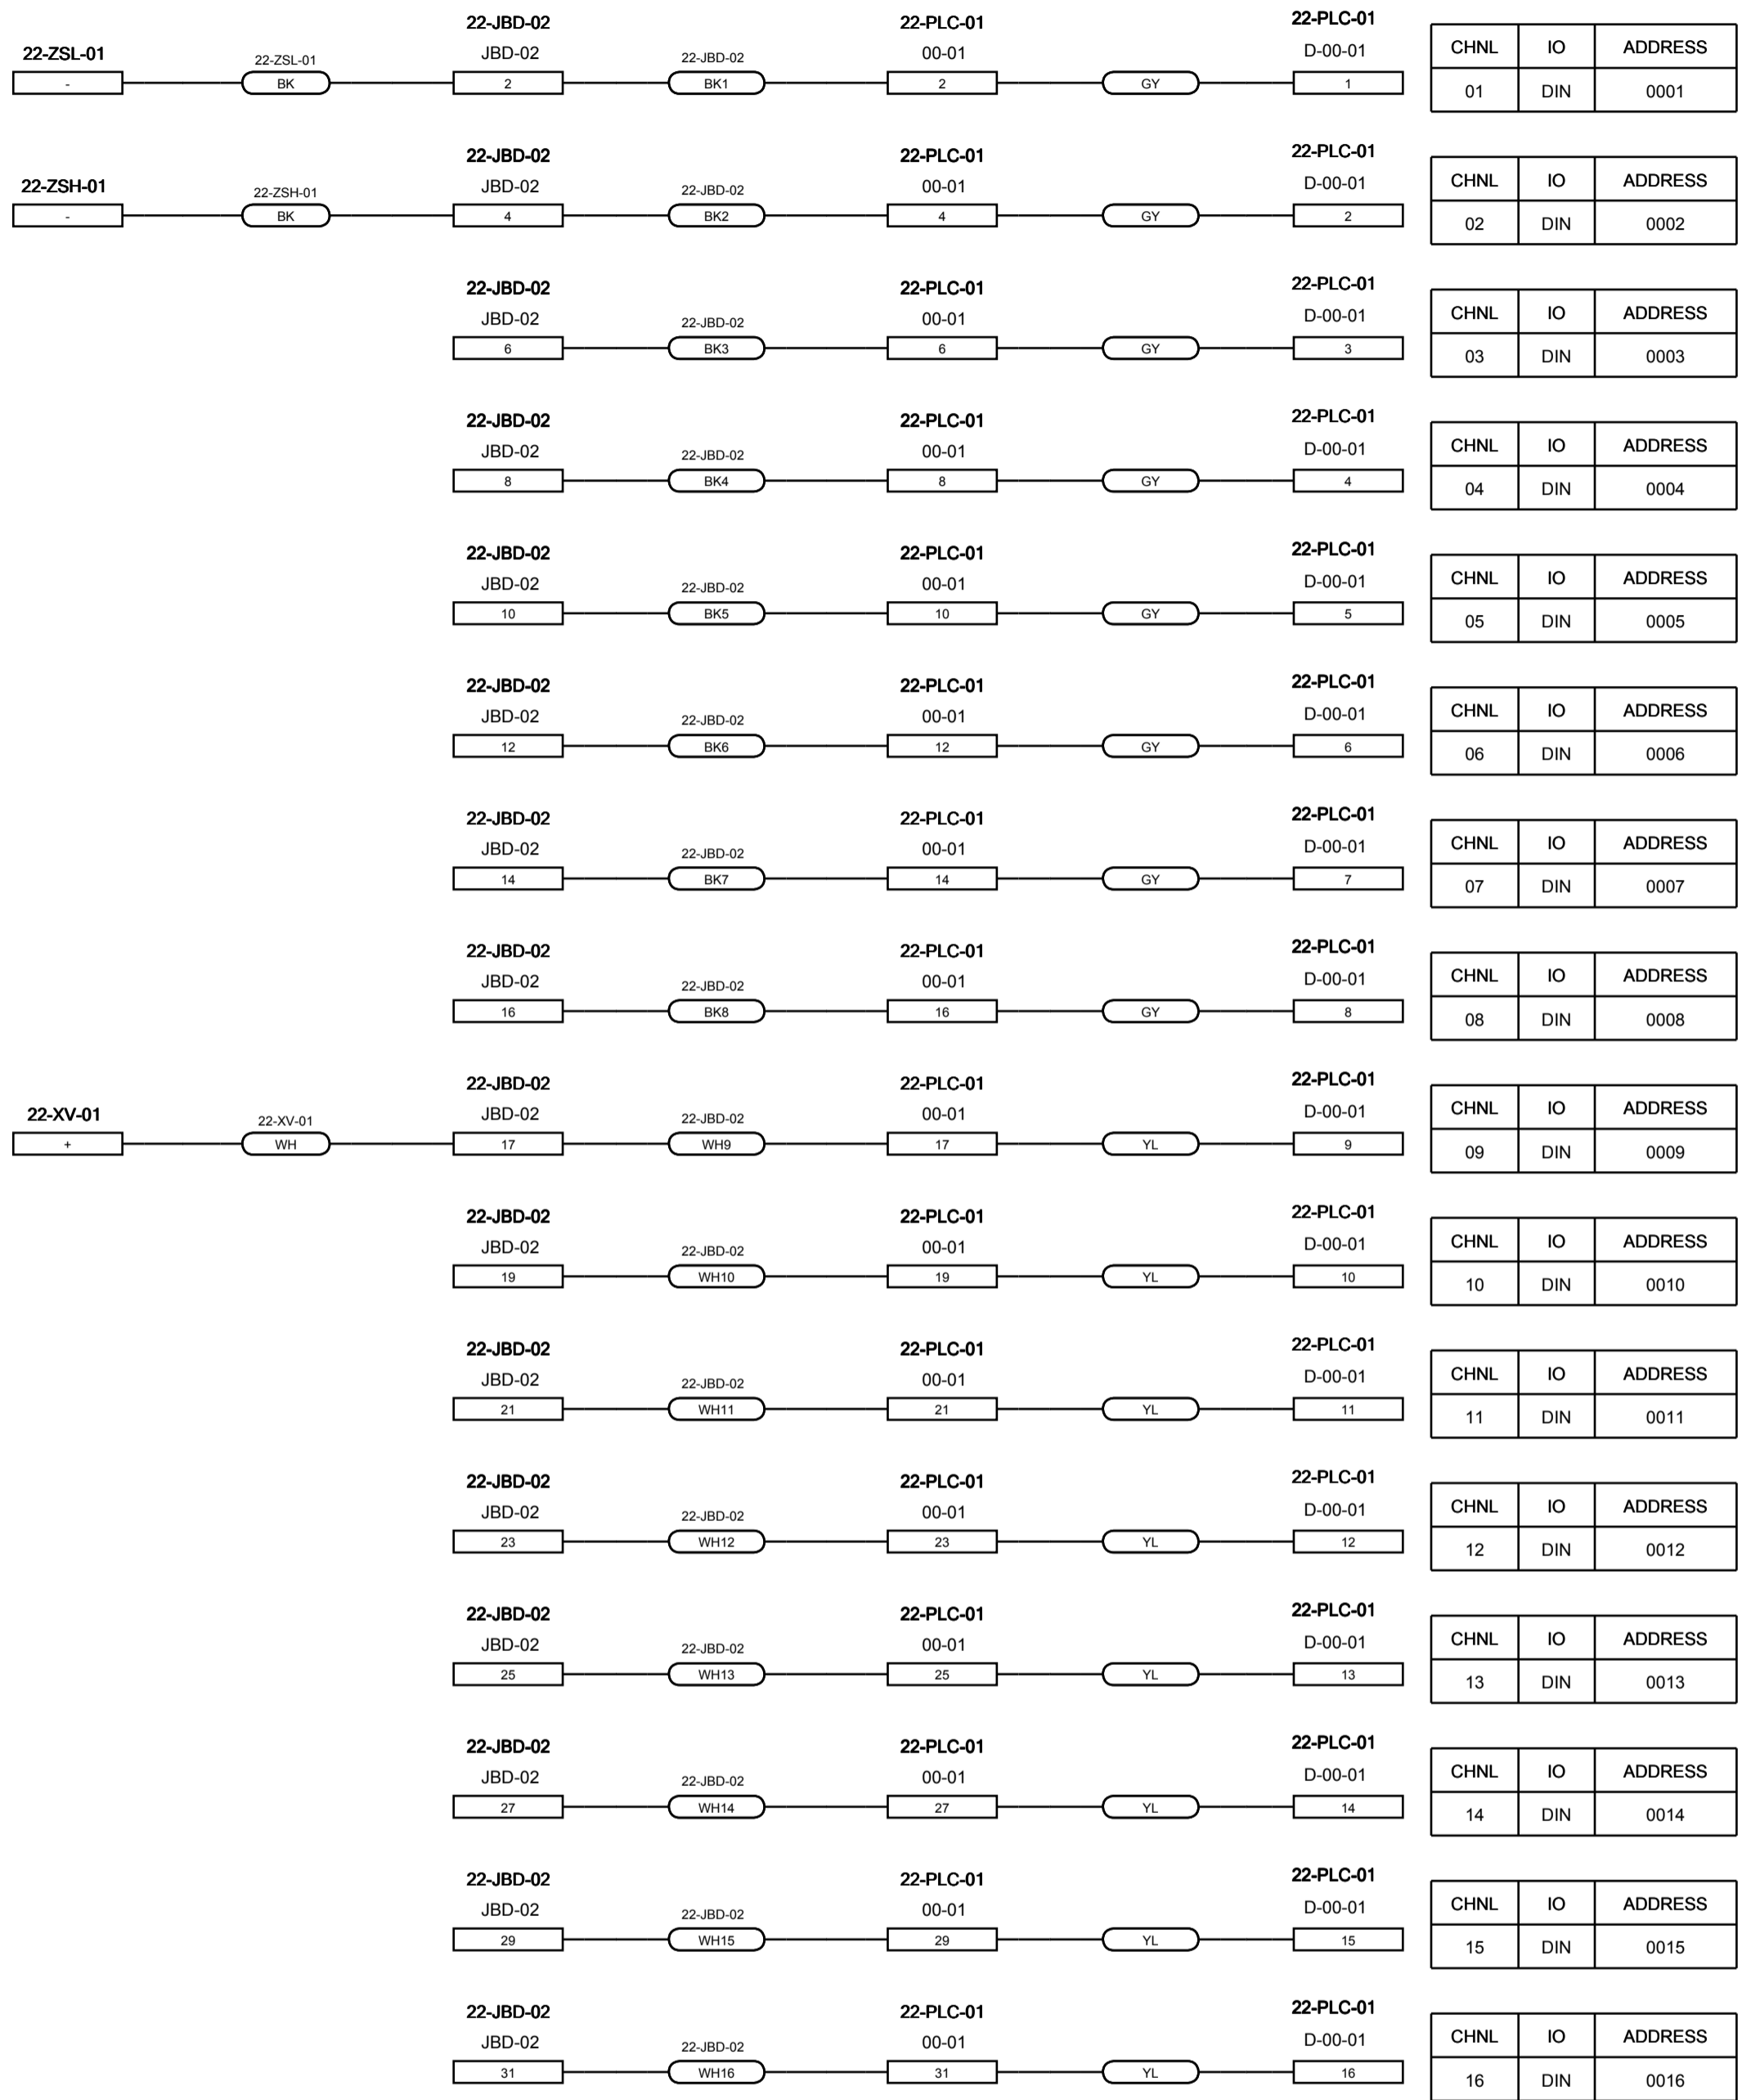 22-JBD-02 22-PLC-01 22-PLC-01
22-ZSL-01 JBD-02 00-01 D-00-01 CHNL IO ADDRESS
22-ZSL-01 22-JBD-02
- BK 2 BK1 2 GY 1 01 DIN 0001
22-JBD-02 22-PLC-01 22-PLC-01
22-ZSH-01 JBD-02 00-01 D-00-01 CHNL IO ADDRESS
22-ZSH-01 22-JBD-02
- BK 4 BK2 4 GY 2 02 DIN 0002
22-JBD-02 22-PLC-01 22-PLC-01
JBD-02 00-01 D-00-01 CHNL IO ADDRESS
22-JBD-02
6 BK3 6 GY 3 03 DIN 0003
22-JBD-02 22-PLC-01 22-PLC-01
JBD-02 00-01 D-00-01 CHNL IO ADDRESS
22-JBD-02
8 BK4 8 GY 4 04 DIN 0004
22-JBD-02 22-PLC-01 22-PLC-01
JBD-02 00-01 D-00-01 CHNL IO ADDRESS
22-JBD-02
10 BK5 10 GY 5 05 DIN 0005
22-JBD-02 22-PLC-01 22-PLC-01
JBD-02 00-01 D-00-01 CHNL IO ADDRESS
22-JBD-02
12 BK6 12 GY 6 06 DIN 0006
22-JBD-02 22-PLC-01 22-PLC-01
JBD-02 00-01 D-00-01 CHNL IO ADDRESS
22-JBD-02
14 BK7 14 GY 7 07 DIN 0007
22-JBD-02 22-PLC-01 22-PLC-01
JBD-02 00-01 D-00-01 CHNL IO ADDRESS
22-JBD-02
16 BK8 16 GY 8 08 DIN 0008
22-JBD-02 22-PLC-01 22-PLC-01
22-XV-01 JBD-02 00-01 D-00-01 CHNL IO ADDRESS
22-XV-01 22-JBD-02
+ WH 17 WH9 17 YL 9 09 DIN 0009
22-JBD-02 22-PLC-01 22-PLC-01
JBD-02 00-01 D-00-01 CHNL IO ADDRESS
22-JBD-02
19 WH10 19 YL 10 10 DIN 0010
22-JBD-02 22-PLC-01 22-PLC-01
JBD-02 00-01 D-00-01 CHNL IO ADDRESS
22-JBD-02
21 WH11 21 YL 11 11 DIN 0011
22-JBD-02 22-PLC-01 22-PLC-01
JBD-02 00-01 D-00-01 CHNL IO ADDRESS
22-JBD-02
23 WH12 23 YL 12 12 DIN 0012
22-JBD-02 22-PLC-01 22-PLC-01
JBD-02 00-01 D-00-01 CHNL IO ADDRESS
22-JBD-02
25 WH13 25 YL 13 13 DIN 0013
22-JBD-02 22-PLC-01 22-PLC-01
JBD-02 00-01 D-00-01 CHNL IO ADDRESS
22-JBD-02
27 WH14 27 YL 14 14 DIN 0014
22-JBD-02 22-PLC-01 22-PLC-01
JBD-02 00-01 D-00-01 CHNL IO ADDRESS
22-JBD-02
29 WH15 29 YL 15 15 DIN 0015
22-JBD-02 22-PLC-01 22-PLC-01
JBD-02 00-01 D-00-01 CHNL IO ADDRESS
22-JBD-02
31 WH16 31 YL 16 16 DIN 0016